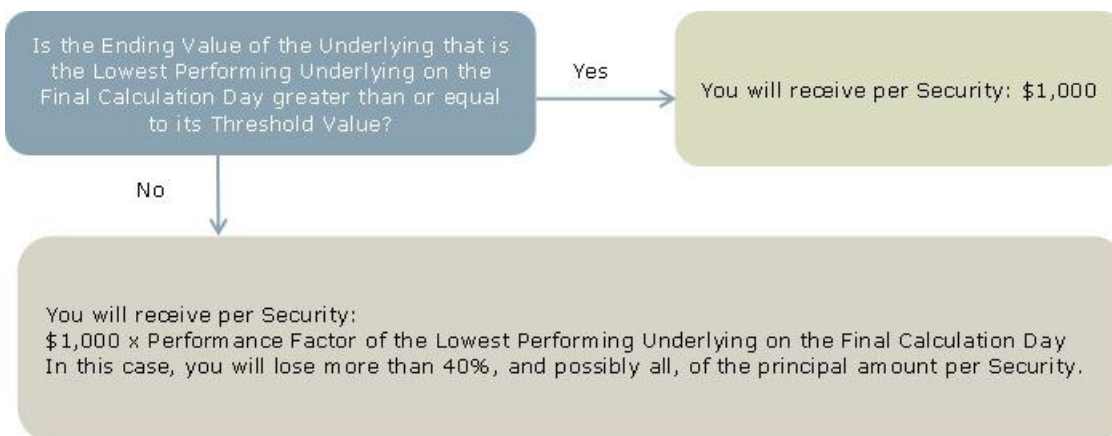 Is the Ending Value of the Underlying that is
the Lowest Performing Underlying on the
Final Calculation Day greater than or equal
to its Threshold Value?
Yes
You will receive per Security: $1,000
No
You will receive per Security:
$1,000 x Performance Factor of the Lowest Performing Underlying on the Final Calculation Day
In this case, you will lose more than 40%, and possibly all, of the principal amount per Security.